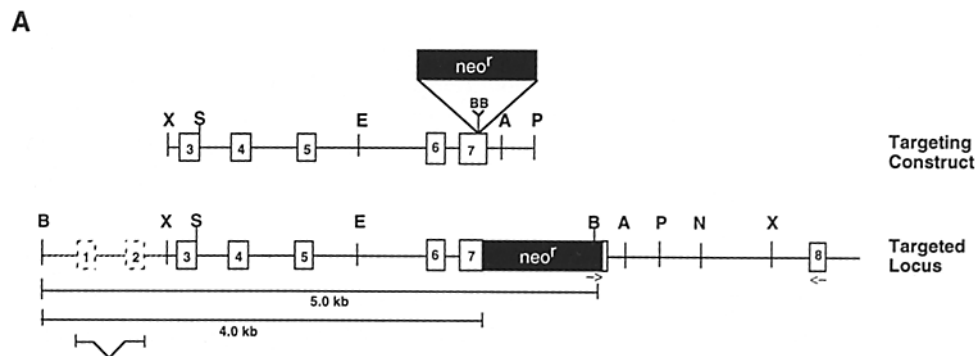 A
neo^r
BB
X S E A P
3 4 5 6 7
Targeting
Construct
B X S E B A P N X
1 2 3 4 5 6 7 neo^r 8
Targeted
Locus
5.0 kb
4.0 kb